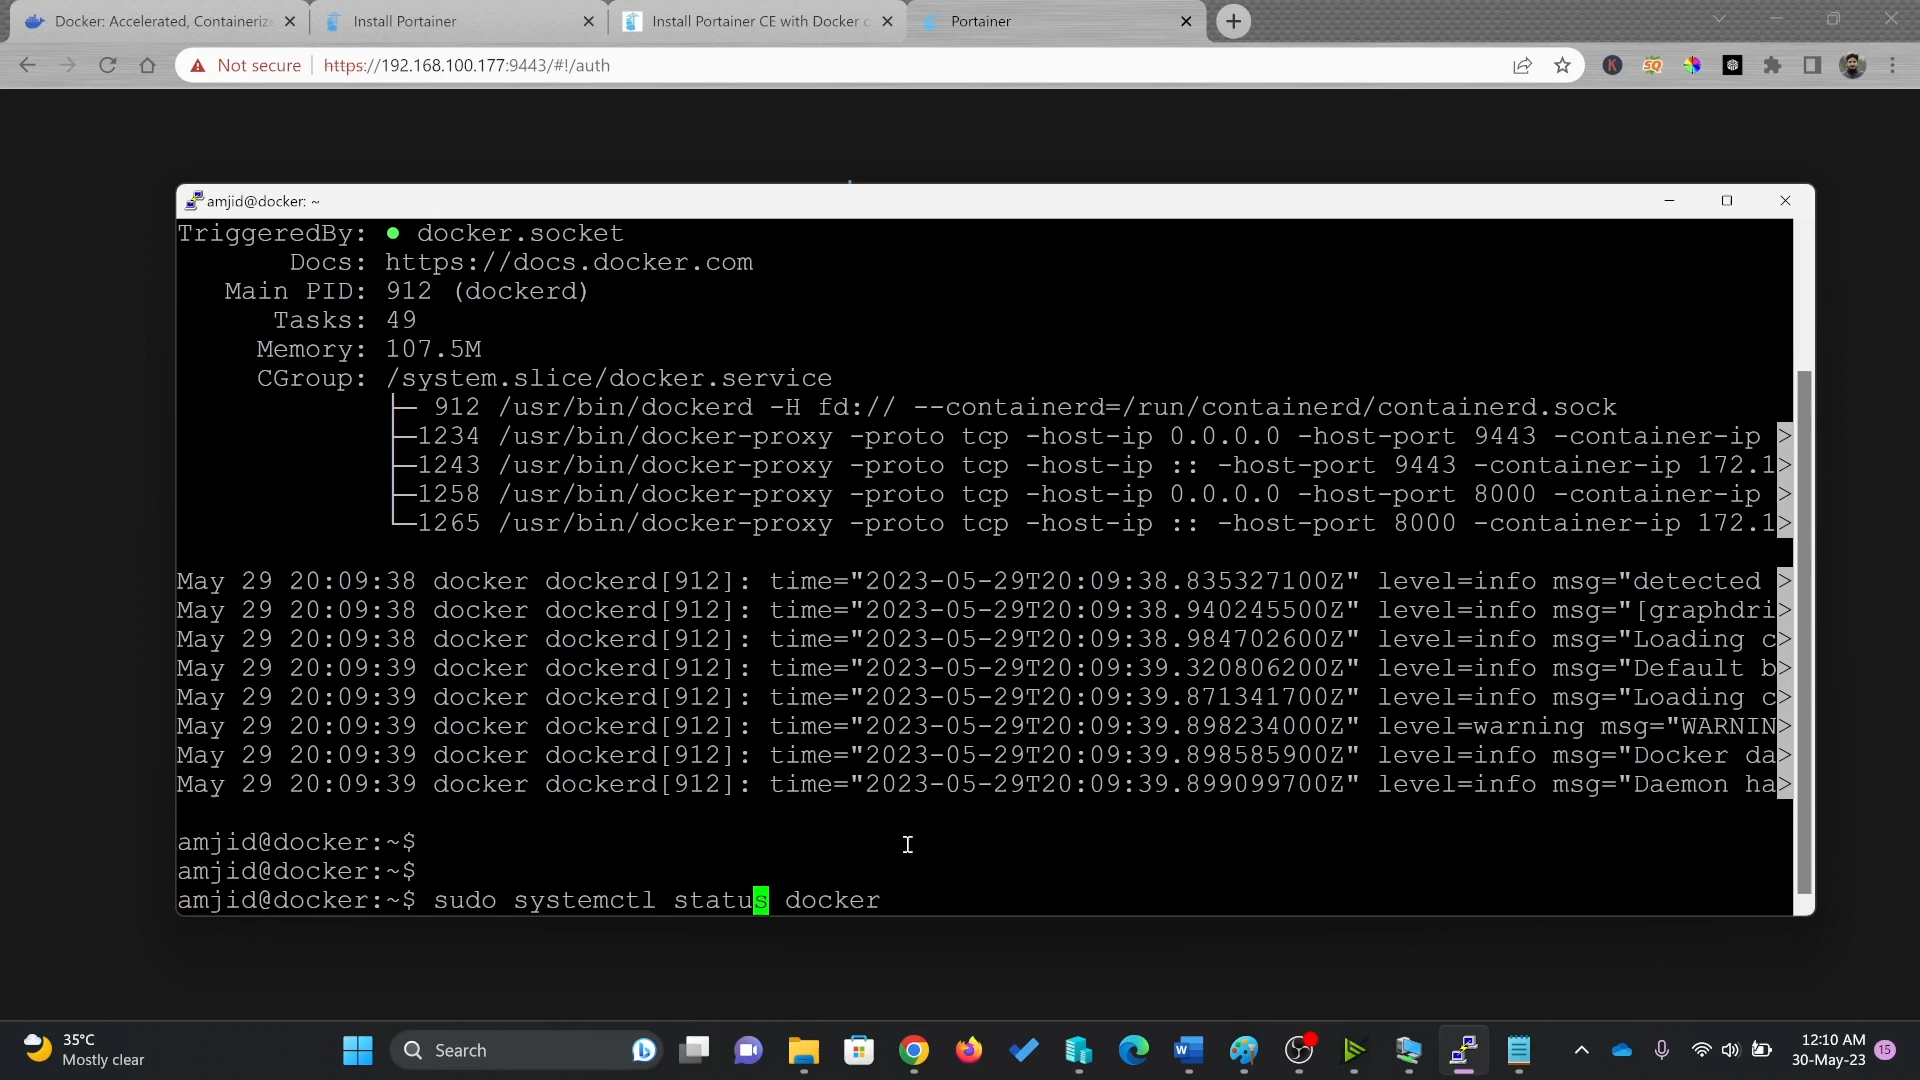 Docker: Accelerated, Containerize
Install Portainer
Install Portainer CE with Docker o
Portainer
Not secure
https://192.168.100.177:9443/#!/auth
K
SQ
amjid@docker: ~
TriggeredBy: ● docker.socket
Docs: https://docs.docker.com
Main PID: 912 (dockerd)
Tasks: 49
Memory: 107.5M
CGroup: /system.slice/docker.service
├─ 912 /usr/bin/dockerd -H fd:// --containerd=/run/containerd/containerd.sock
├─1234 /usr/bin/docker-proxy -proto tcp -host-ip 0.0.0.0 -host-port 9443 -container-ip >
├─1243 /usr/bin/docker-proxy -proto tcp -host-ip :: -host-port 9443 -container-ip 172.1>
├─1258 /usr/bin/docker-proxy -proto tcp -host-ip 0.0.0.0 -host-port 8000 -container-ip >
└─1265 /usr/bin/docker-proxy -proto tcp -host-ip :: -host-port 8000 -container-ip 172.1>
May 29 20:09:38 docker dockerd[912]: time="2023-05-29T20:09:38.835327100Z" level=info msg="detected >
May 29 20:09:38 docker dockerd[912]: time="2023-05-29T20:09:38.940245500Z" level=info msg="[graphdri>
May 29 20:09:38 docker dockerd[912]: time="2023-05-29T20:09:38.984702600Z" level=info msg="Loading c>
May 29 20:09:39 docker dockerd[912]: time="2023-05-29T20:09:39.320806200Z" level=info msg="Default b>
May 29 20:09:39 docker dockerd[912]: time="2023-05-29T20:09:39.871341700Z" level=info msg="Loading c>
May 29 20:09:39 docker dockerd[912]: time="2023-05-29T20:09:39.898234000Z" level=warning msg="WARNIN>
May 29 20:09:39 docker dockerd[912]: time="2023-05-29T20:09:39.898585900Z" level=info msg="Docker da>
May 29 20:09:39 docker dockerd[912]: time="2023-05-29T20:09:39.899099700Z" level=info msg="Daemon ha>
amjid@docker:~$
amjid@docker:~$
amjid@docker:~$ sudo systemctl status docker
35°C
Mostly clear
Search
12:10 AM
30-May-23
15